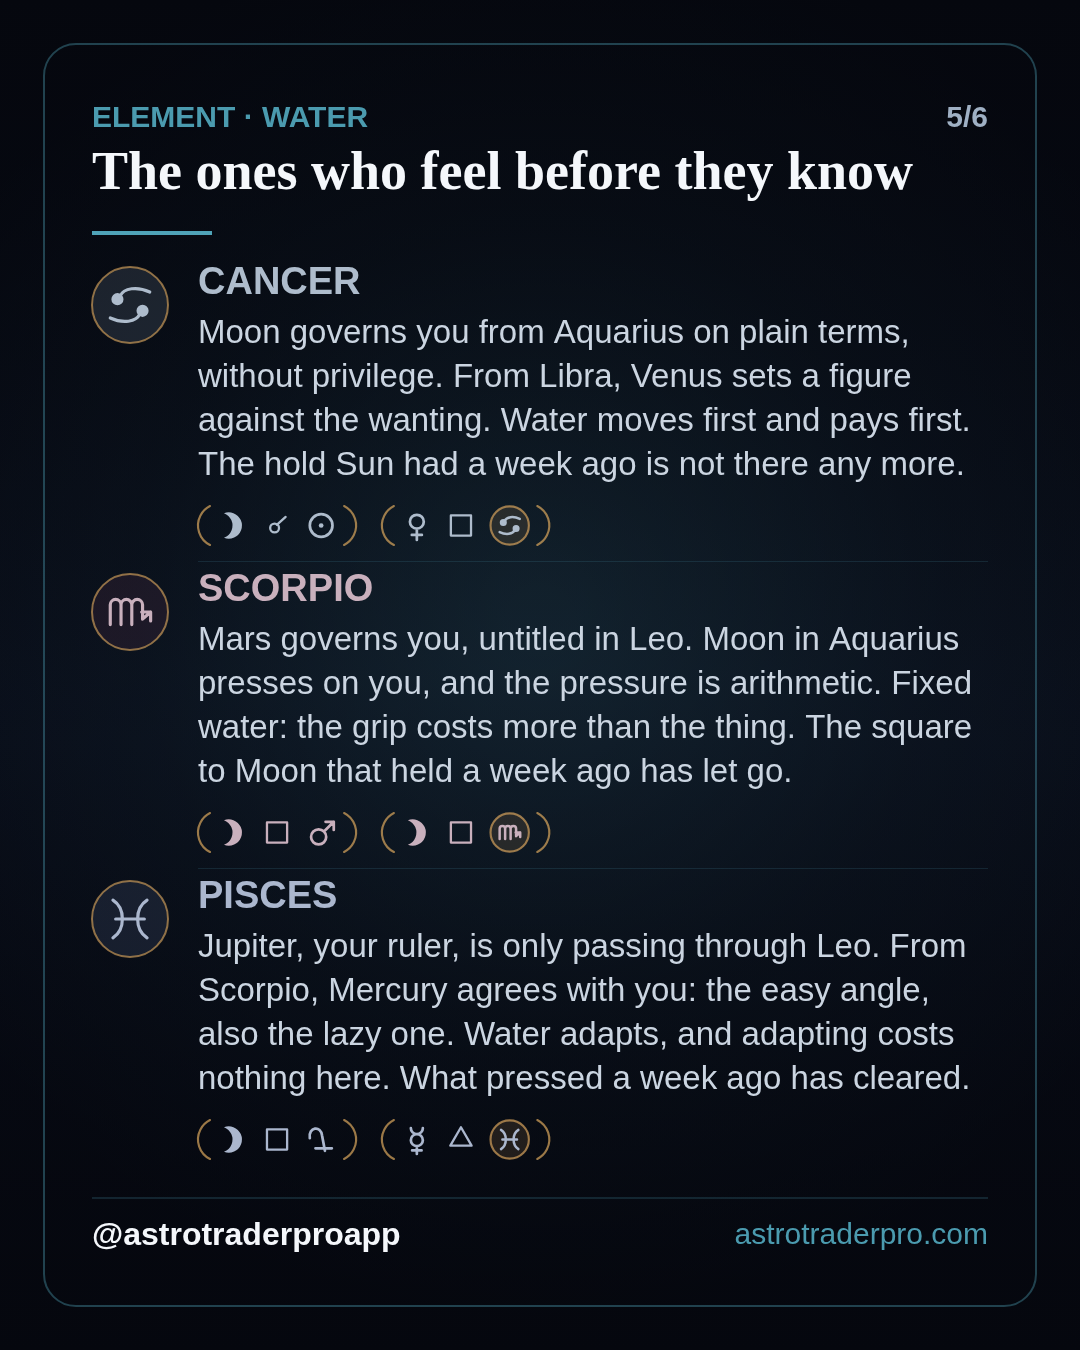 ELEMENT · WATER
5/6
The ones who feel before they know
CANCER
Moon governs you from Aquarius on plain terms,
without privilege. From Libra, Venus sets a figure
against the wanting. Water moves first and pays first.
The hold Sun had a week ago is not there any more.
SCORPIO
Mars governs you, untitled in Leo. Moon in Aquarius
presses on you, and the pressure is arithmetic. Fixed
water: the grip costs more than the thing. The square
to Moon that held a week ago has let go.
PISCES
Jupiter, your ruler, is only passing through Leo. From
Scorpio, Mercury agrees with you: the easy angle,
also the lazy one. Water adapts, and adapting costs
nothing here. What pressed a week ago has cleared.
@astrotraderproapp
astrotraderpro.com